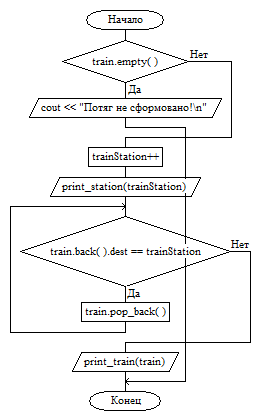 Начало
train.empty( )
Нет
Да
cout << "Потяг не сформовано!\n"
trainStation++
print_station(trainStation)
train.back( ).dest == trainStation
Нет
Да
train.pop_back( )
print_train(train)
Конец